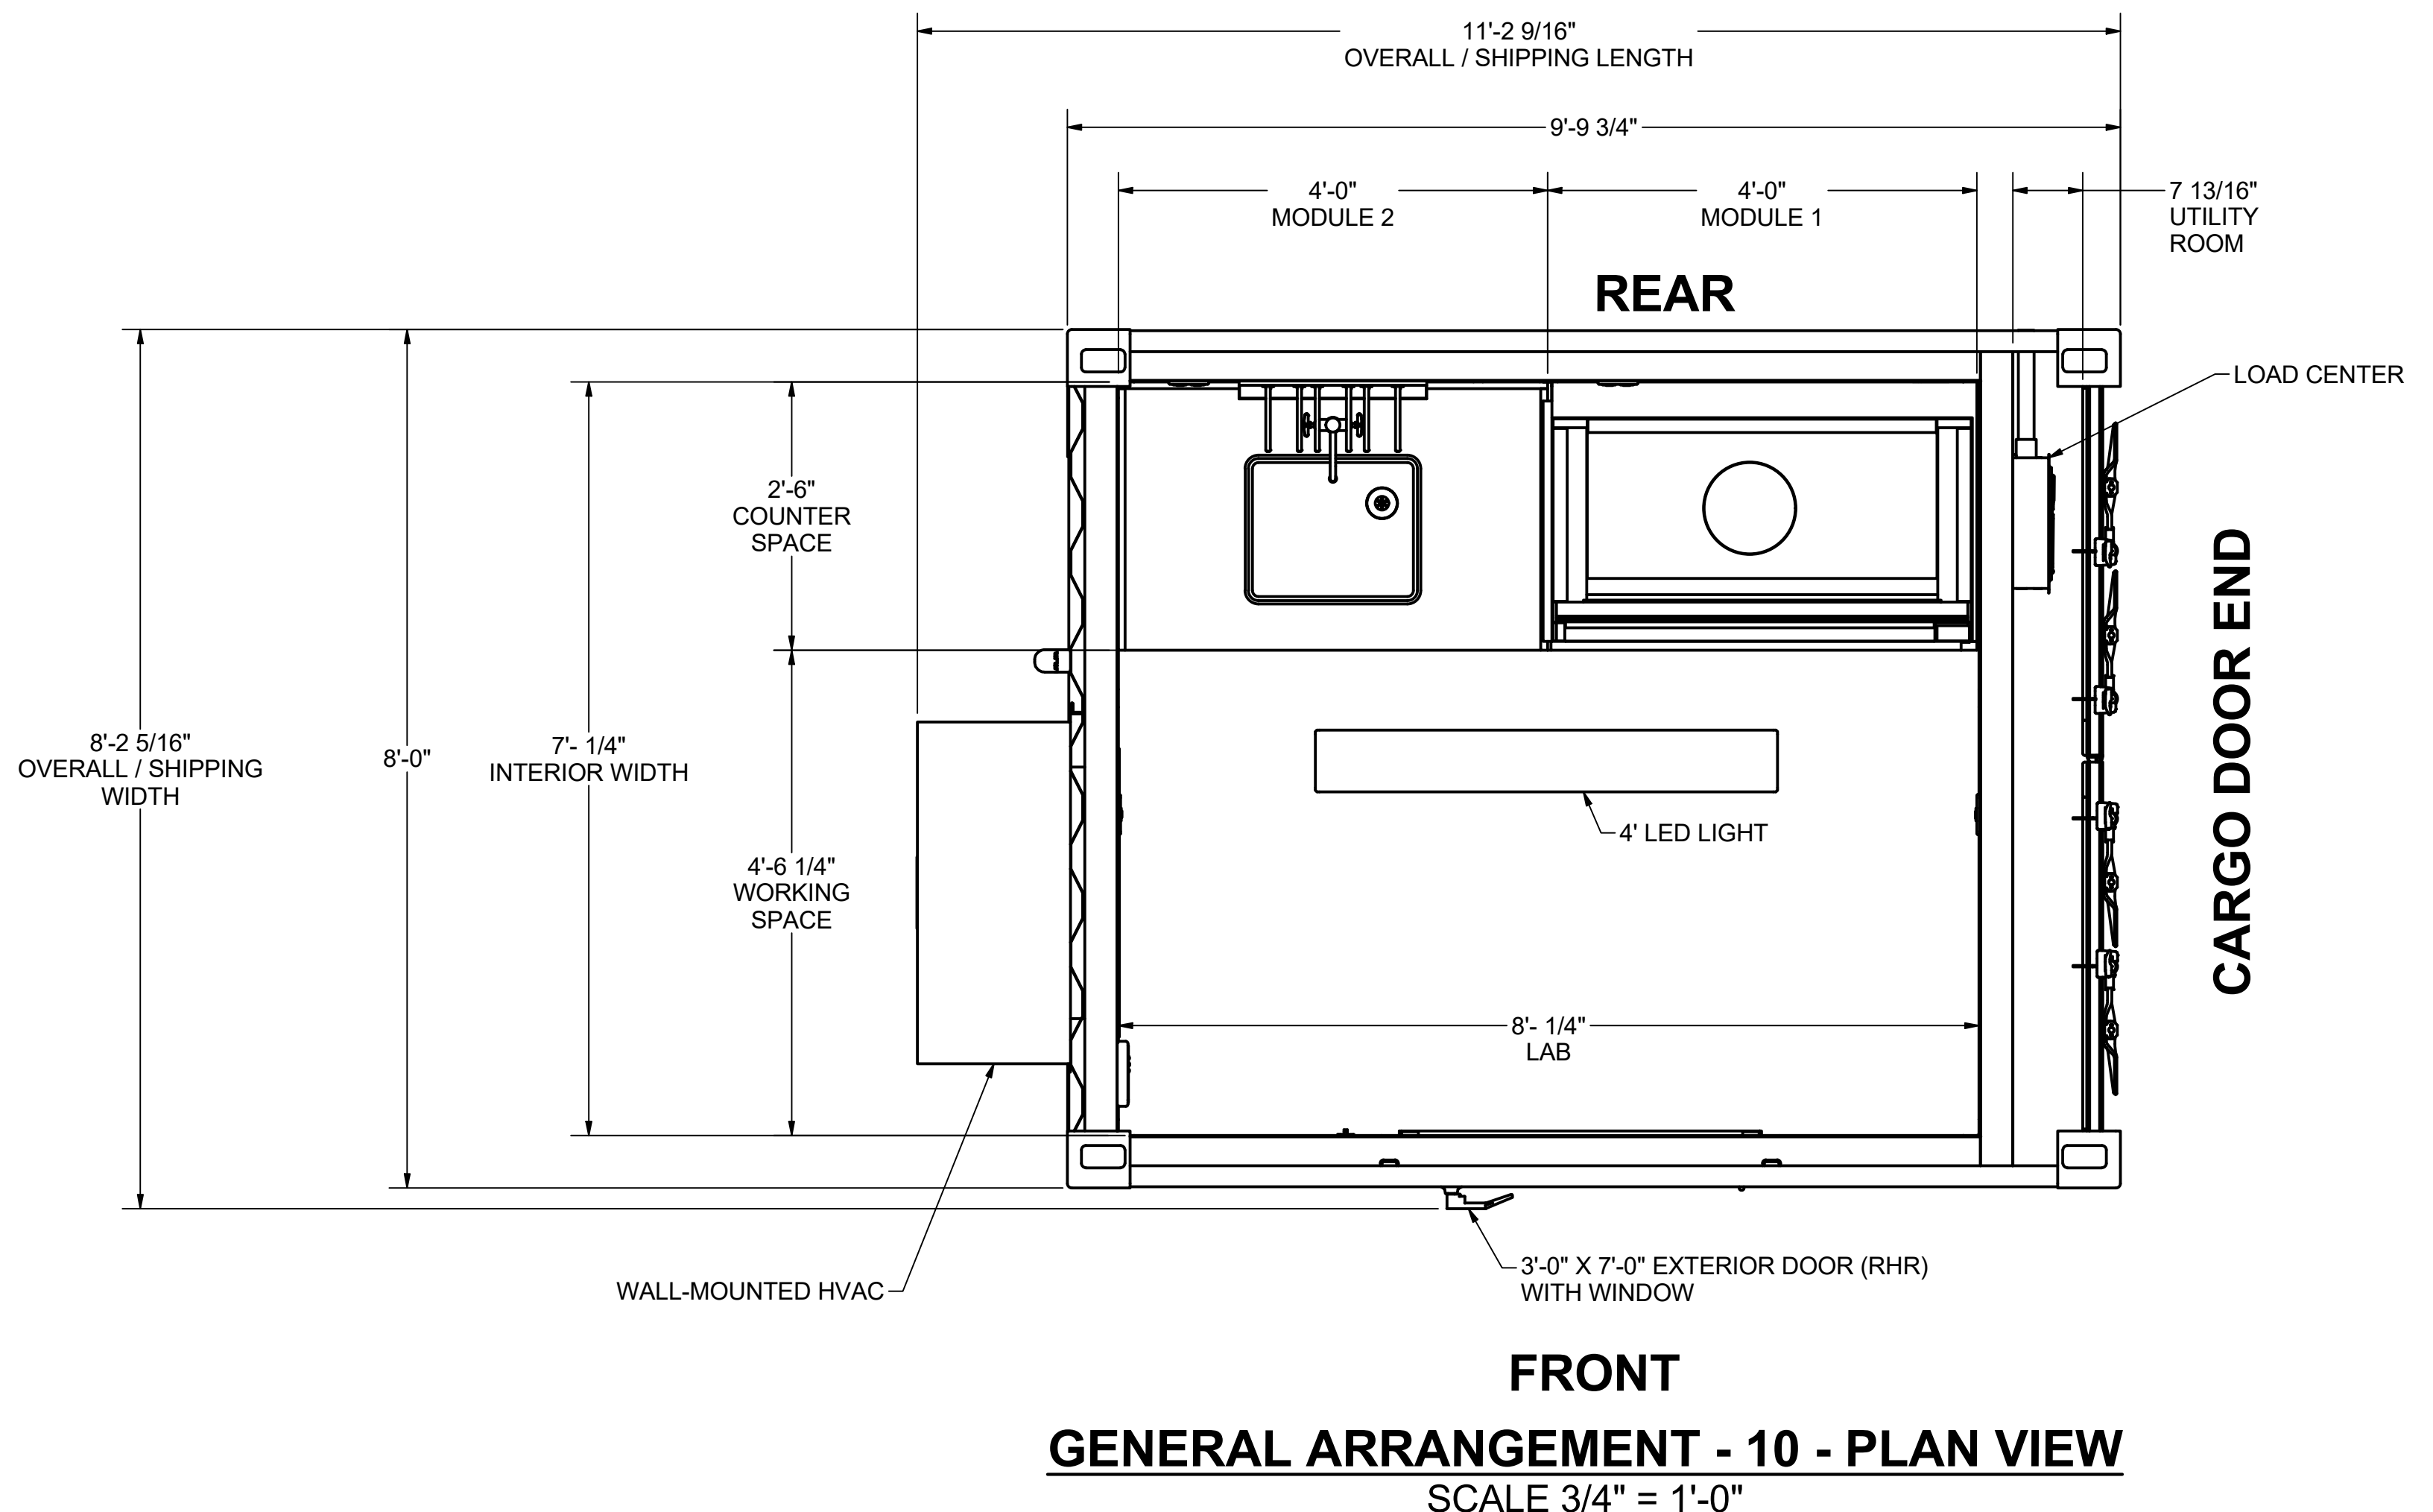 11'-2 9/16"
OVERALL / SHIPPING LENGTH
9'-9 3/4"
4'-0"
MODULE 2
4'-0"
MODULE 1
7 13/16"
UTILITY
ROOM
REAR
LOAD CENTER
2'-6"
COUNTER
SPACE
CARGO DOOR END
8'-2 5/16"
OVERALL / SHIPPING
WIDTH
8'-0"
7'- 1/4"
INTERIOR WIDTH
4'-6 1/4"
WORKING
SPACE
4' LED LIGHT
8'- 1/4"
LAB
WALL-MOUNTED HVAC
3'-0" X 7'-0" EXTERIOR DOOR (RHR)
WITH WINDOW
FRONT
GENERAL ARRANGEMENT - 10 - PLAN VIEW
SCALE 3/4" = 1'-0"